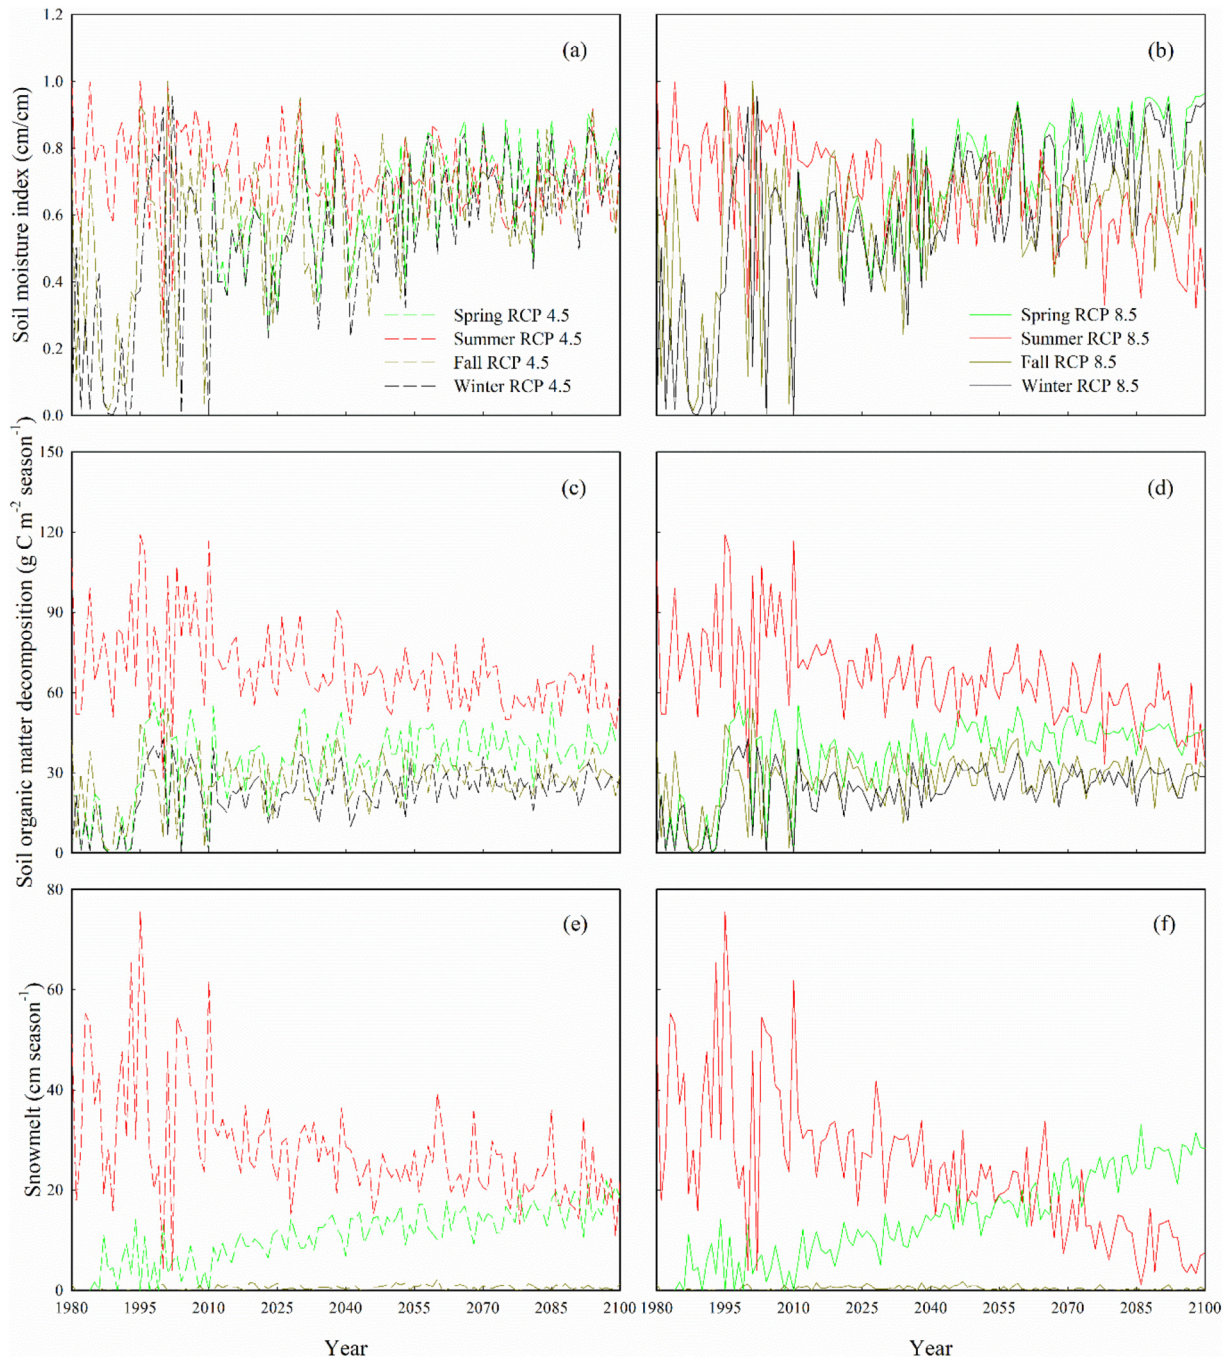 1.2
1.0
0.8
0.6
0.4
0.2
0.0
Soil moisture index (cm/cm)
(a)
Spring RCP 4.5
Summer RCP 4.5
Fall RCP 4.5
Winter RCP 4.5
(b)
Spring RCP 8.5
Summer RCP 8.5
Fall RCP 8.5
Winter RCP 8.5
150
120
90
60
30
0
Soil organic matter decomposition (g C m⁻² season⁻¹)
(c)
(d)
80
60
40
20
0
Snowmelt (cm season⁻¹)
(e)
(f)
1980 1995 2010 2025 2040 2055 2070 2085 2100
1980 1995 2010 2025 2040 2055 2070 2085 2100
Year
Year